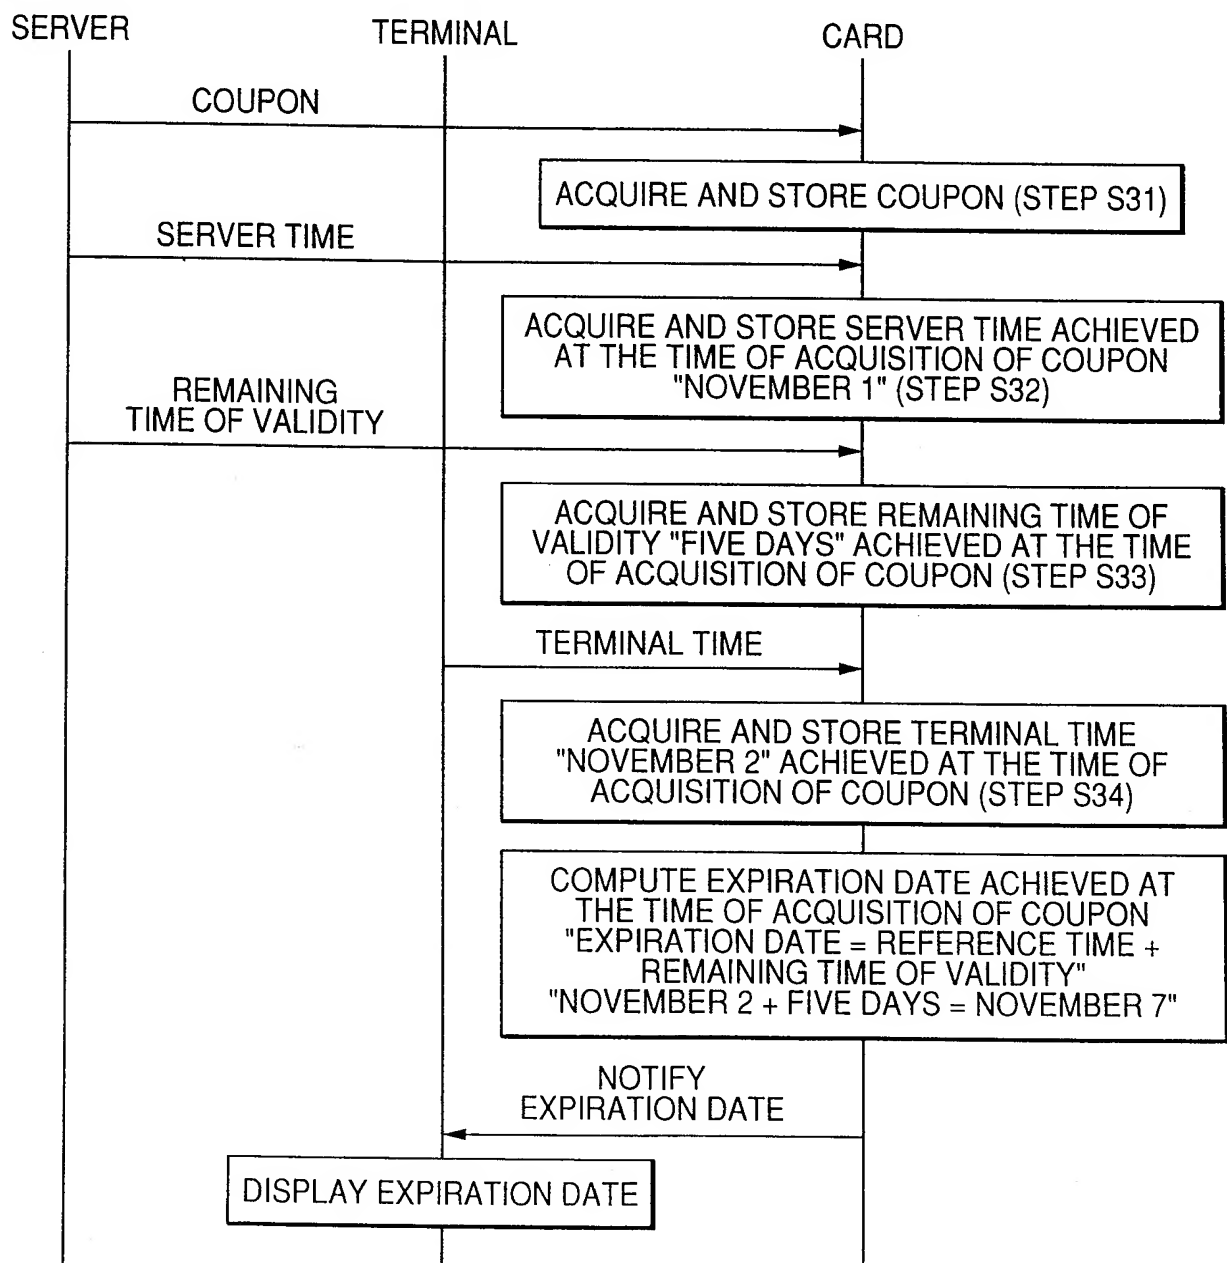 SERVER
TERMINAL
CARD
COUPON
ACQUIRE AND STORE COUPON (STEP S31)
SERVER TIME
ACQUIRE AND STORE SERVER TIME ACHIEVED
AT THE TIME OF ACQUISITION OF COUPON
"NOVEMBER 1" (STEP S32)
REMAINING
TIME OF VALIDITY
ACQUIRE AND STORE REMAINING TIME OF
VALIDITY "FIVE DAYS" ACHIEVED AT THE TIME
OF ACQUISITION OF COUPON (STEP S33)
TERMINAL TIME
ACQUIRE AND STORE TERMINAL TIME
"NOVEMBER 2" ACHIEVED AT THE TIME OF
ACQUISITION OF COUPON (STEP S34)
COMPUTE EXPIRATION DATE ACHIEVED AT
THE TIME OF ACQUISITION OF COUPON
"EXPIRATION DATE = REFERENCE TIME +
REMAINING TIME OF VALIDITY"
"NOVEMBER 2 + FIVE DAYS = NOVEMBER 7"
NOTIFY
EXPIRATION DATE
DISPLAY EXPIRATION DATE